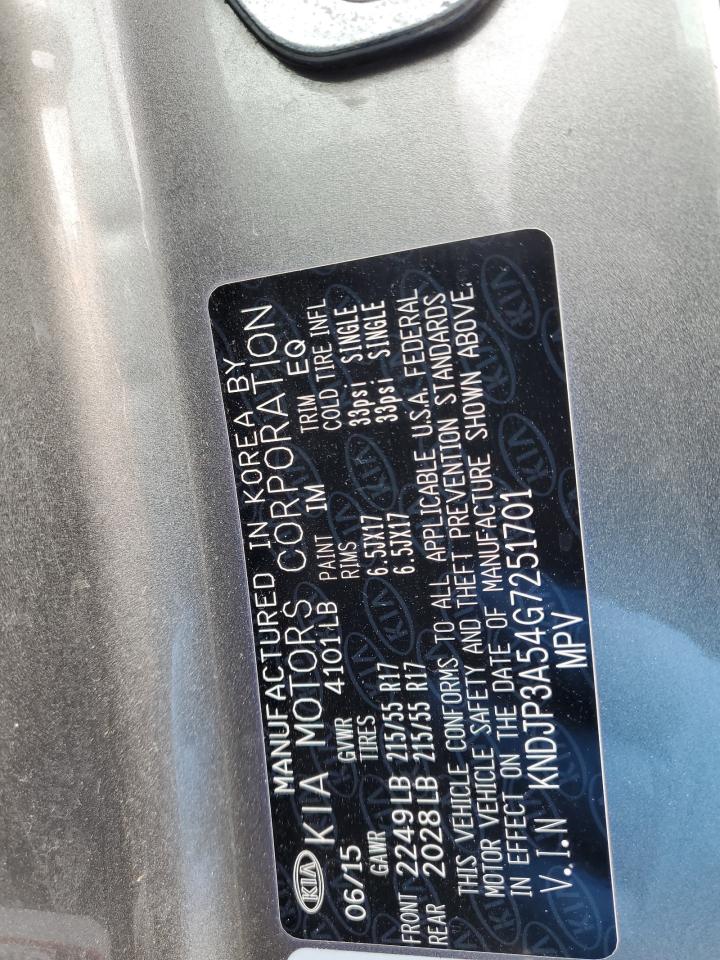 MANUFACTURED IN KOREA BY
KIA KIA MOTORS CORPORATION
06/15 GVWR 4101LB PAINT IM TRIM EQ
GAWR TIRES RIMS COLD TIRE INFL
FRONT 2249LB 215/55 R17 6.5JX17 33psi SINGLE
REAR 2028LB 215/55 R17 6.5JX17 33psi SINGLE
THIS VEHICLE CONFORMS TO ALL APPLICABLE U.S.A. FEDERAL
MOTOR VEHICLE SAFETY AND THEFT PREVENTION STANDARDS
IN EFFECT ON THE DATE OF MANUFACTURE SHOWN ABOVE.
V.I.N KNDJP3A54G7251701
MPV